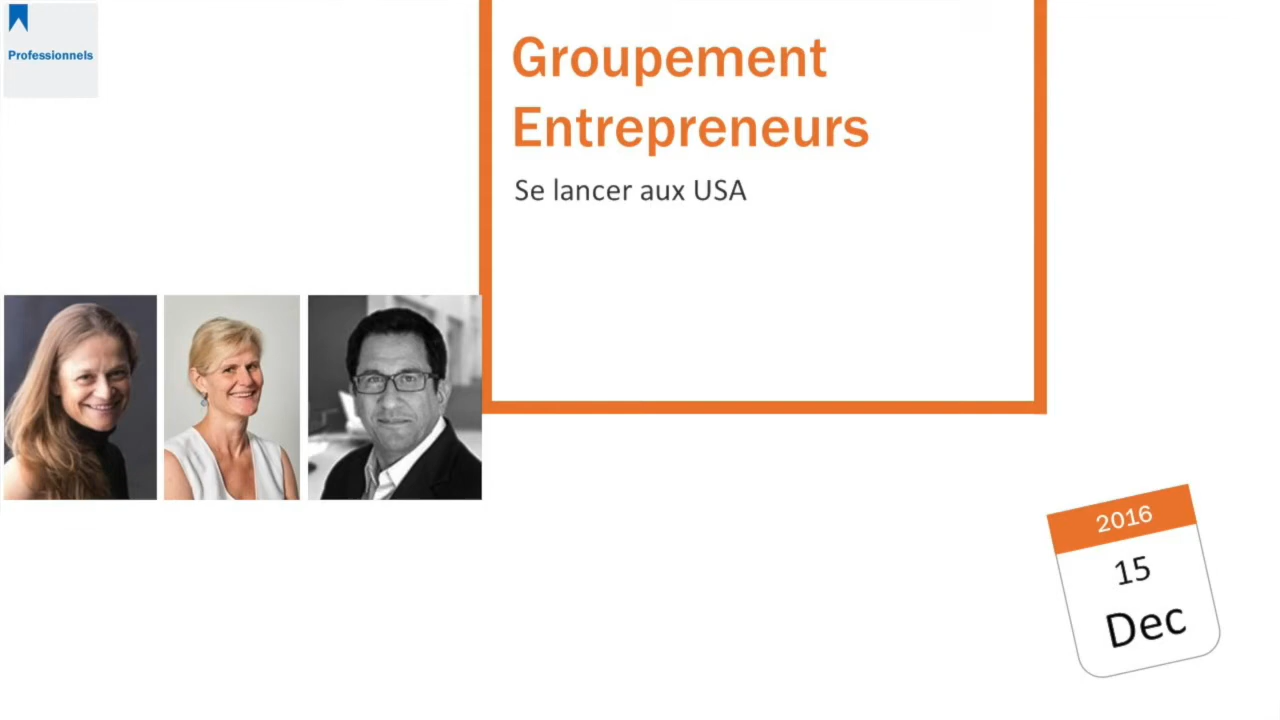 Professionnels
Groupement
Entrepreneurs
Se lancer aux USA
2016
15
Dec